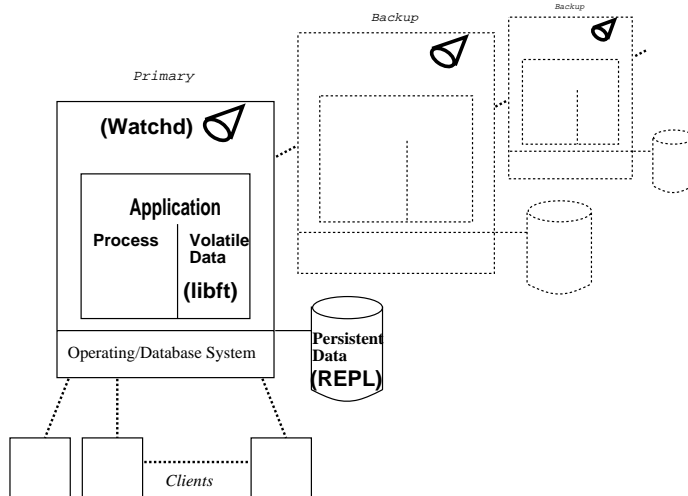 Backup
Backup
Primary
(Watchd)
Application
Process
Volatile
Data
(libft)
Operating/Database System
Persistent
Data
(REPL)
Clients